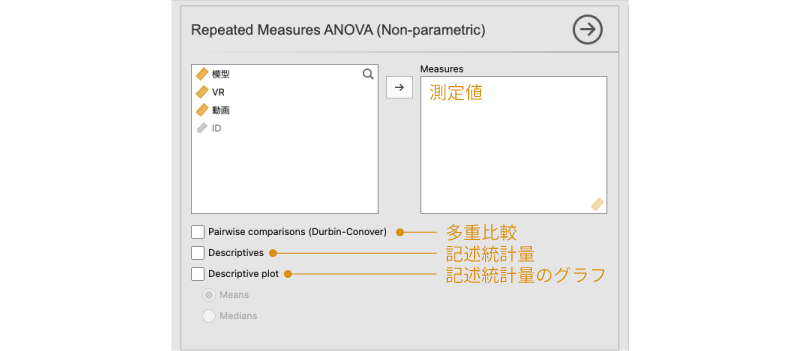 Repeated Measures ANOVA (Non-parametric)
模型
VR
動画
ID
Measures
測定値
Pairwise comparisons (Durbin-Conover)
多重比較
Descriptives
記述統計量
Descriptive plot
記述統計量のグラフ
Means
Medians